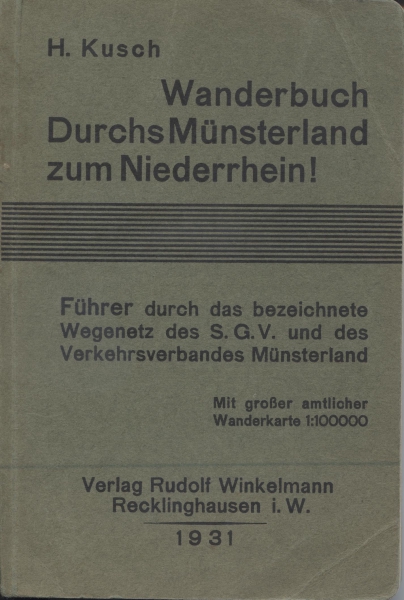 H. Kusch
Wanderbuch
Durchs Münsterland
zum Niederrhein!
Führer durch das bezeichnete
Wegenetz des S. G. V. und des
Verkehrsverbandes Münsterland
Mit großer amtlicher
Wanderkarte 1:100000
Verlag Rudolf Winkelmann
Recklinghausen i. W.
1931